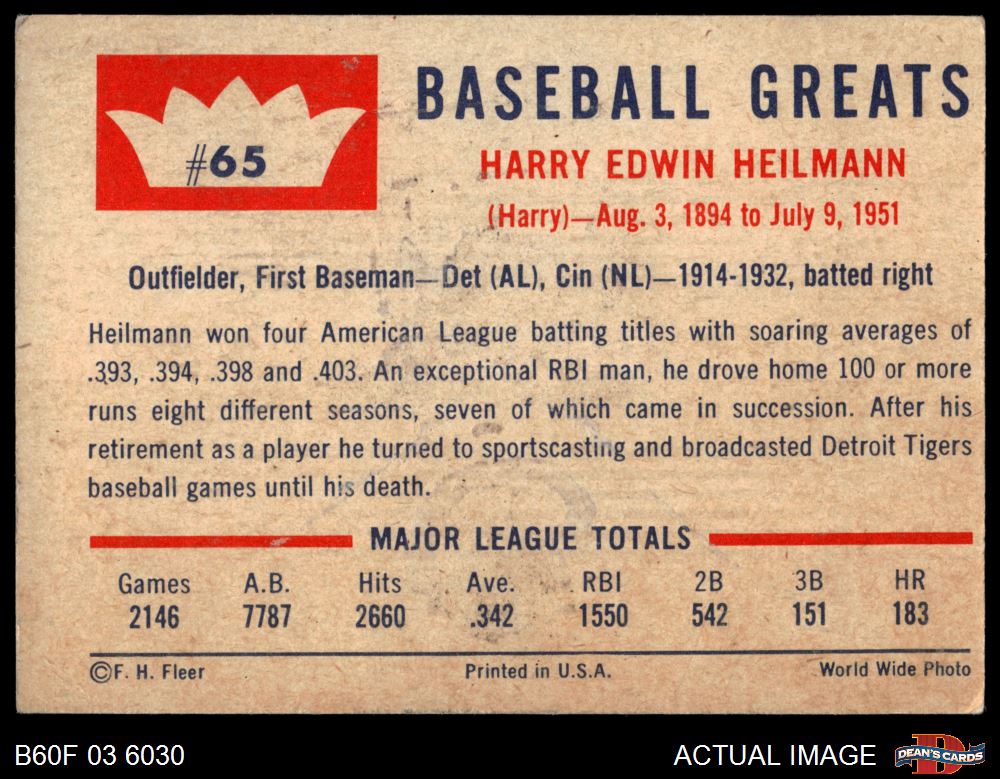 #65
BASEBALL GREATS
HARRY EDWIN HEILMANN
(Harry)—Aug. 3, 1894 to July 9, 1951
Outfielder, First Baseman—Det (AL), Cin (NL)—1914-1932, batted right
Heilmann won four American League batting titles with soaring averages of
.393, .394, .398 and .403. An exceptional RBI man, he drove home 100 or more
runs eight different seasons, seven of which came in succession. After his
retirement as a player he turned to sportscasting and broadcasted Detroit Tigers
baseball games until his death.
MAJOR LEAGUE TOTALS
Games A.B. Hits Ave. RBI 2B 3B HR
2146 7787 2660 .342 1550 542 151 183
©F. H. Fleer Printed in U.S.A. World Wide Photo
B60F 03 6030 ACTUAL IMAGE DEAN'S CARDS